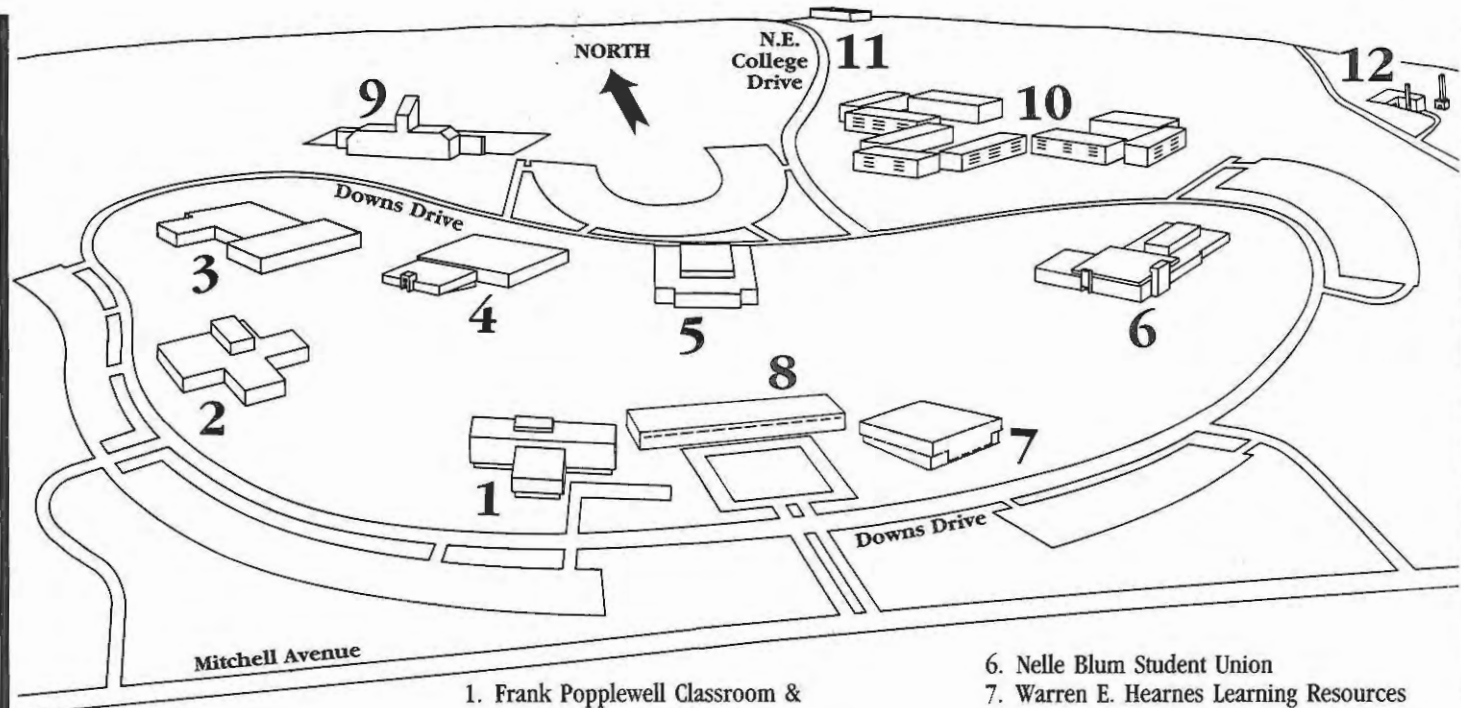 NORTH
N.E.
College
Drive
11
12
9
10
Downs Drive
3
4
5
6
2
8
7
1
Downs Drive
Mitchell Avenue
1. Frank Popplewell Classroom &
6. Nelle Blum Student Union
7. Warren E. Hearnes Learning Resources